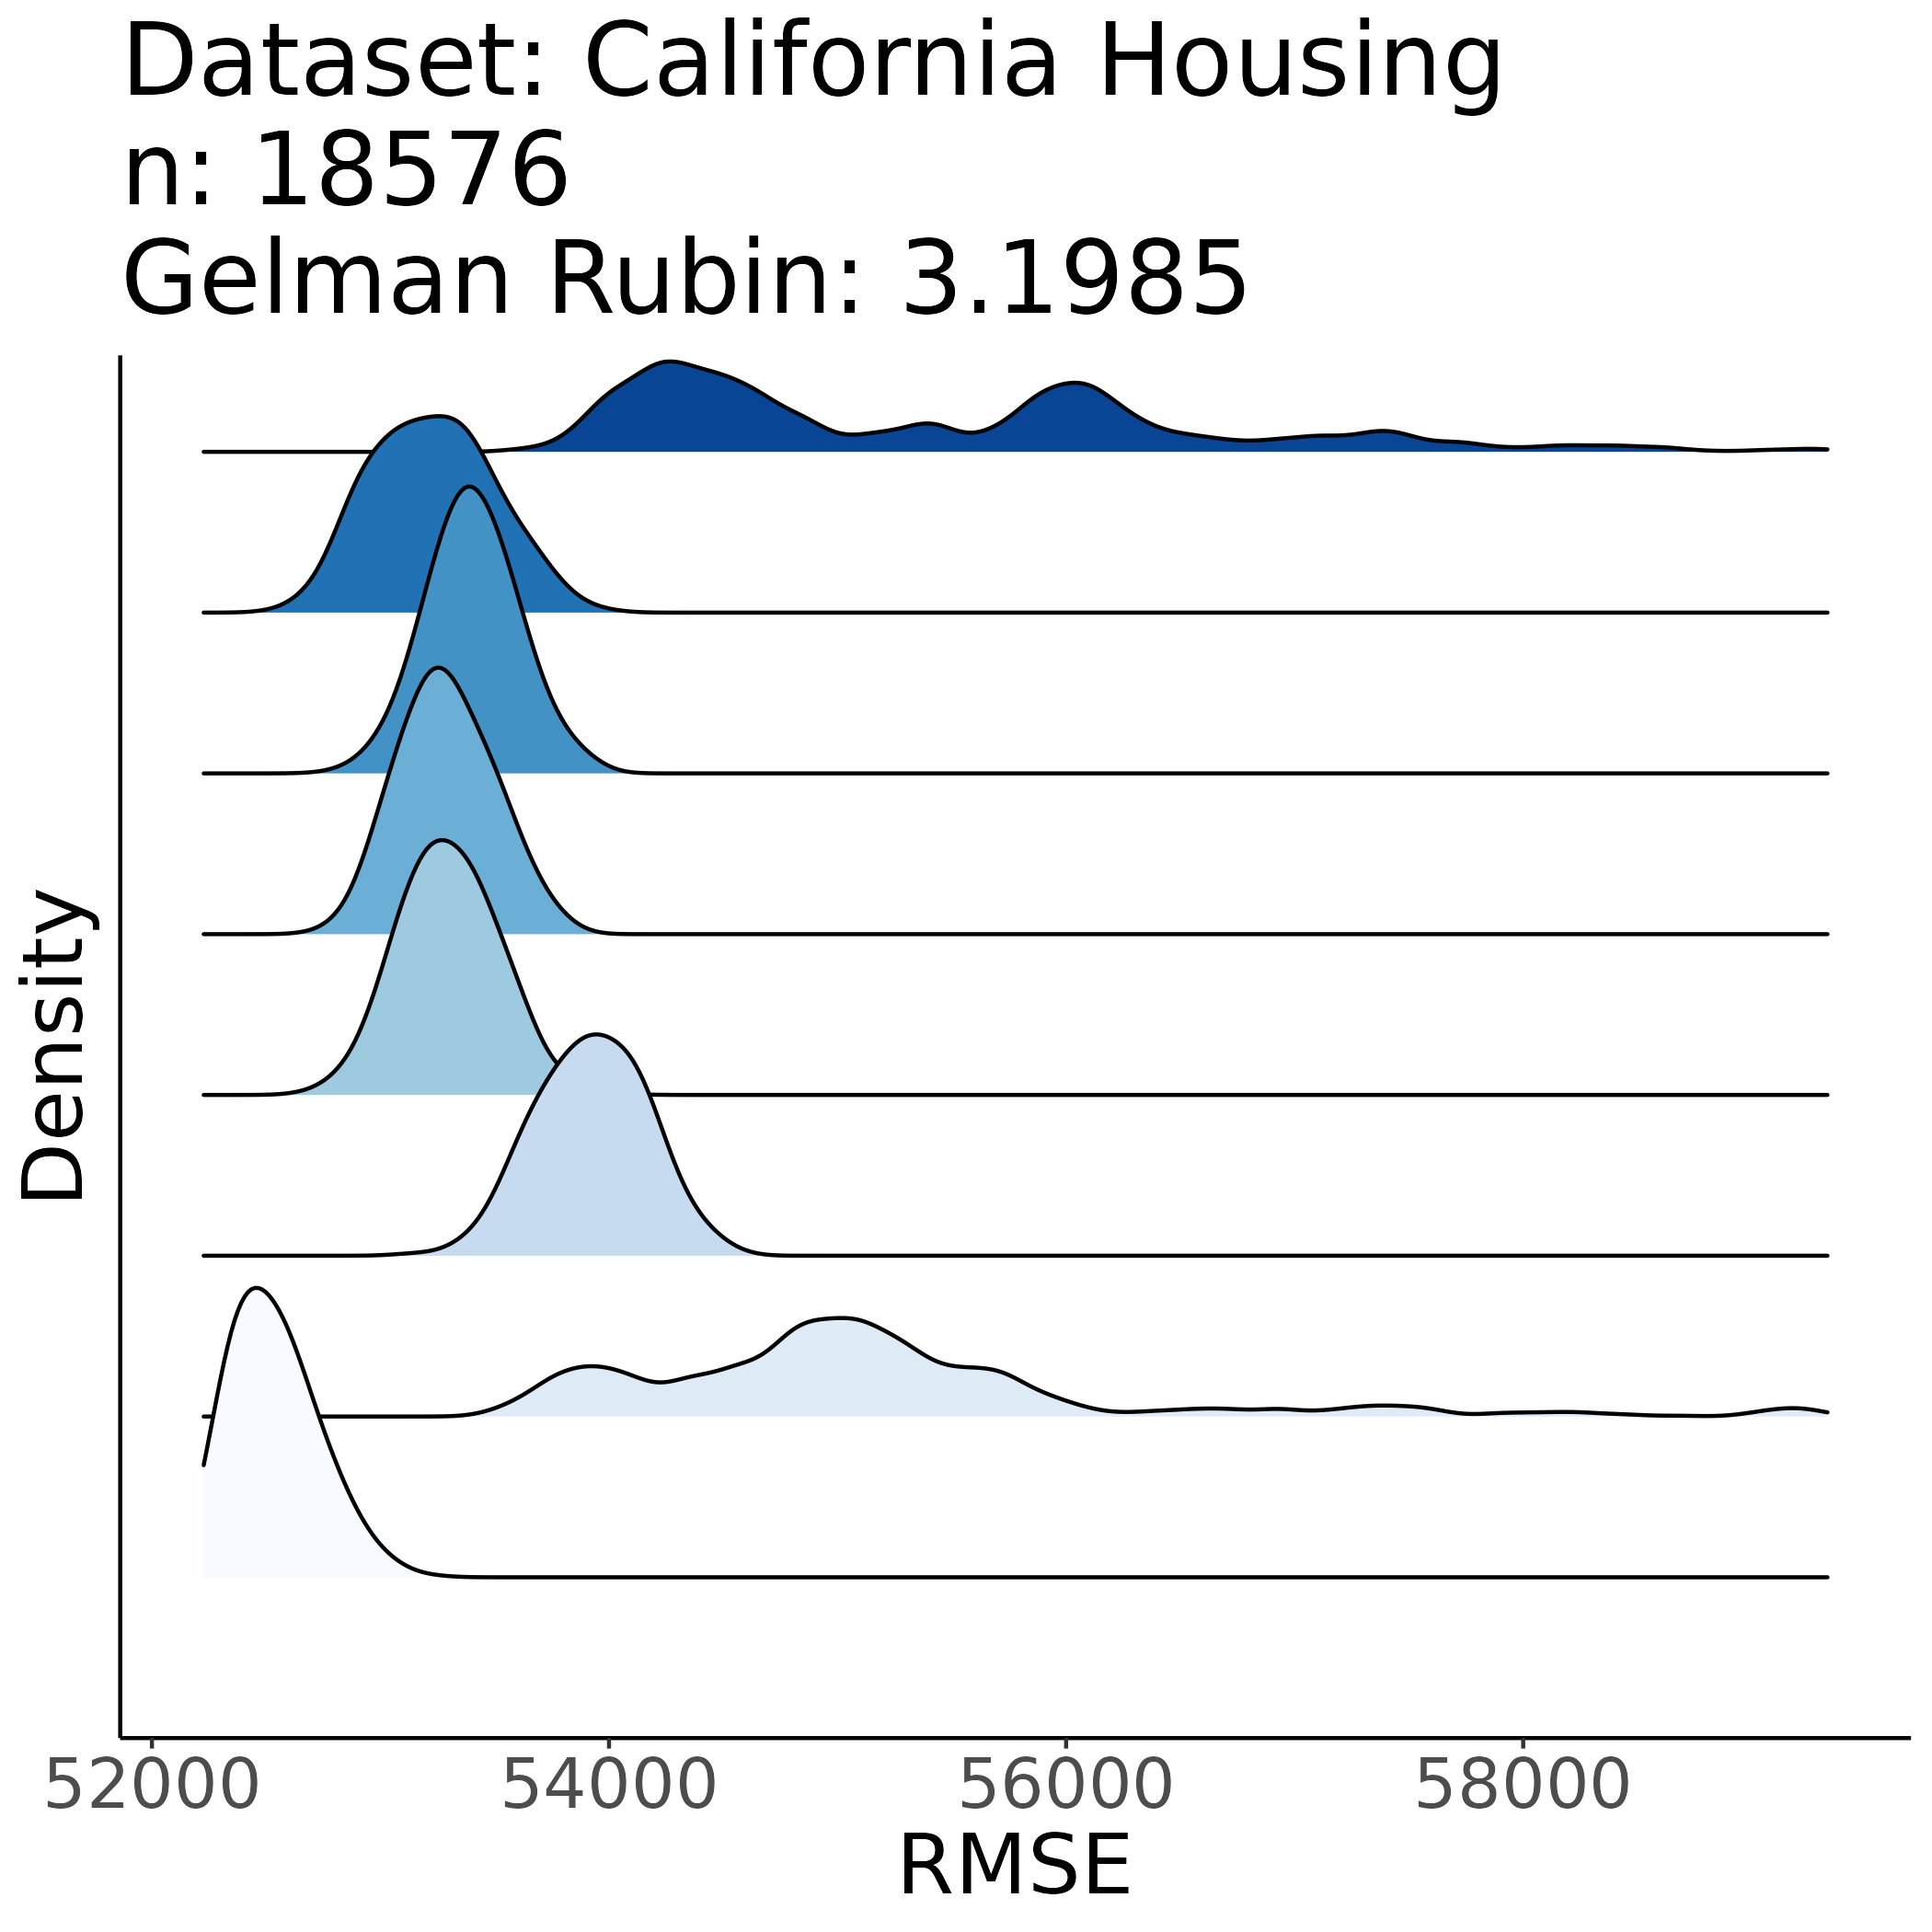 Dataset: California Housing
n: 18576
Gelman Rubin: 3.1985
Density
52000 54000 56000 58000
RMSE